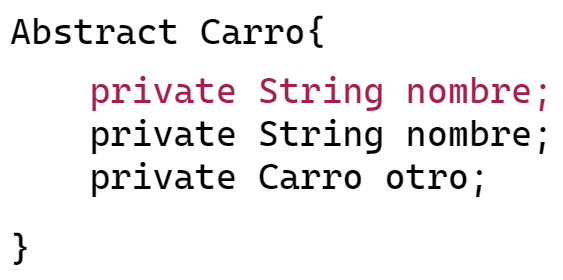 Abstract Carro{
private String nombre;
private String nombre;
private Carro otro;
}